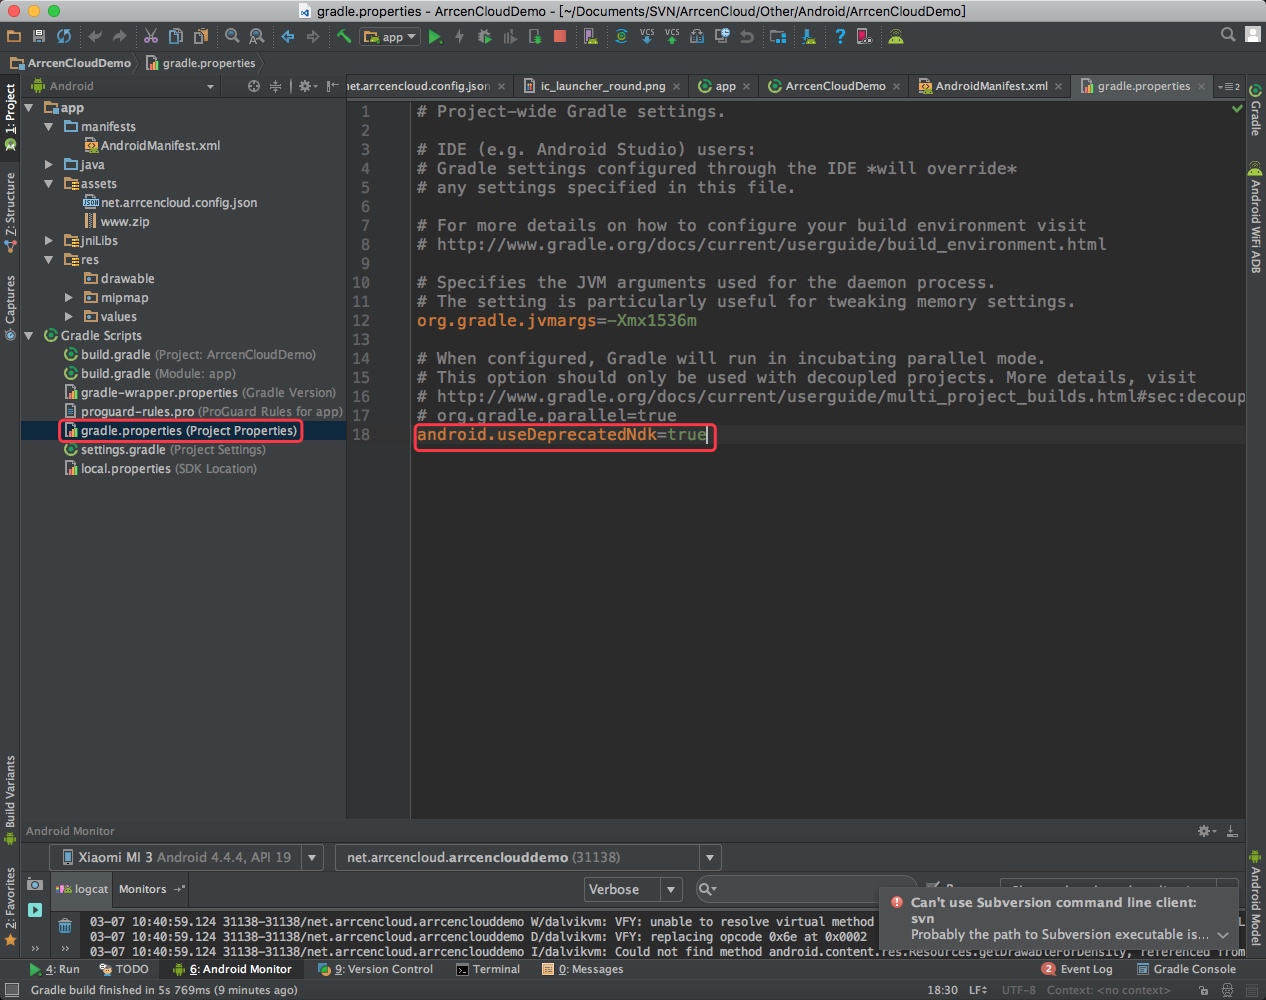 gradle.properties - ArrcenCloudDemo - [~/Documents/SVN/ArrcenCloud/Other/Android/ArrcenCloudDemo]
app
VCS VCS
ArrcenCloudDemo gradle.properties
Android
net.arrcencloud.config.json ic_launcher_round.png app ArrcenCloudDemo AndroidManifest.xml gradle.properties 2
1: Project
Z: Structure
Captures
Build Variants
2: Favorites
app
manifests
AndroidManifest.xml
java
assets
net.arrcencloud.config.json
www.zip
jniLibs
res
drawable
mipmap
values
Gradle Scripts
build.gradle (Project: ArrcenCloudDemo)
build.gradle (Module: app)
gradle-wrapper.properties (Gradle Version)
proguard-rules.pro (ProGuard Rules for app)
gradle.properties (Project Properties)
settings.gradle (Project Settings)
local.properties (SDK Location)
1 # Project-wide Gradle settings.
2
3 # IDE (e.g. Android Studio) users:
4 # Gradle settings configured through the IDE *will override*
5 # any settings specified in this file.
6
7 # For more details on how to configure your build environment visit
8 # http://www.gradle.org/docs/current/userguide/build_environment.html
9
10 # Specifies the JVM arguments used for the daemon process.
11 # The setting is particularly useful for tweaking memory settings.
12 org.gradle.jvmargs=-Xmx1536m
13
14 # When configured, Gradle will run in incubating parallel mode.
15 # This option should only be used with decoupled projects. More details, visit
16 # http://www.gradle.org/docs/current/userguide/multi_project_builds.html#sec:decoup
17 # org.gradle.parallel=true
18 android.useDeprecatedNdk=true
Gradle
Android WiFi ADB
Android Model
Android Monitor
Xiaomi MI 3 Android 4.4.4, API 19 net.arrcencloud.arrcenclouddemo (31138)
logcat Monitors Verbose
03-07 10:40:59.124 31138-31138/net.arrcencloud.arrcenclouddemo W/dalvikvm: VFY: unable to resolve virtual method
03-07 10:40:59.124 31138-31138/net.arrcencloud.arrcenclouddemo D/dalvikvm: VFY: replacing opcode 0x6e at 0x0002
03-07 10:40:59.124 31138-31138/net.arrcencloud.arrcenclouddemo I/dalvikvm: Could not find method android.content.res.Resources.getDrawableForDensity, referenced from
Can't use Subversion command line client:
svn
Probably the path to Subversion executable is...
4: Run TODO 6: Android Monitor 9: Version Control Terminal 0: Messages 2 Event Log Gradle Console
Gradle build finished in 5s 769ms (9 minutes ago) 18:30 LF UTF-8 Context: <no context>